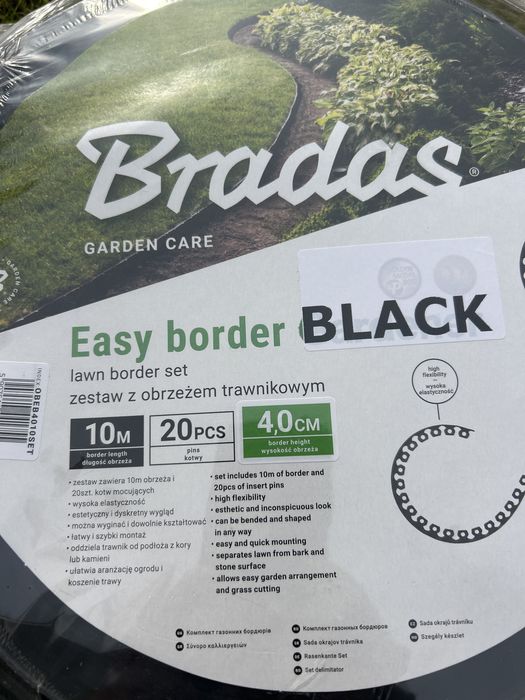 Bradas®
GARDEN CARE
GARDEN CARE
BLACK
Easy border
lawn border set
zestaw z obrzeżem trawnikowym
high
flexibility
wysoka
elastyczność
INDEX: OBEB4010SET
10M
border length
długość obrzeża
20PCS
pins
kotwy
4,0CM
border height
wysokość obrzeża
• zestaw zawiera 10m obrzeża i
20szt. kotw mocujących
• wysoka elastyczność
• estetyczny i dyskretny wygląd
• można wyginać i dowolnie kształtować
• łatwy i szybki montaż
• oddziela trawnik od podłoża z kory
lub kamieni
• ułatwia aranżację ogrodu i
koszenie trawy
• set includes 10m of border and
20pcs of insert pins
• high flexibility
• esthetic and inconspicuous look
• can be bended and shaped
in any way
• easy and quick mounting
• separates lawn from bark and
stone surface
• allows easy garden arrangement
and grass cutting
Комплект газонних бордюрів
Σύνορο καλλιεργειών
Комплект газонных бордюров
Sada okrajov trávnika
Rasenkante Set
Set delimitator
Sada okrajů trávníku
Szegély készlet